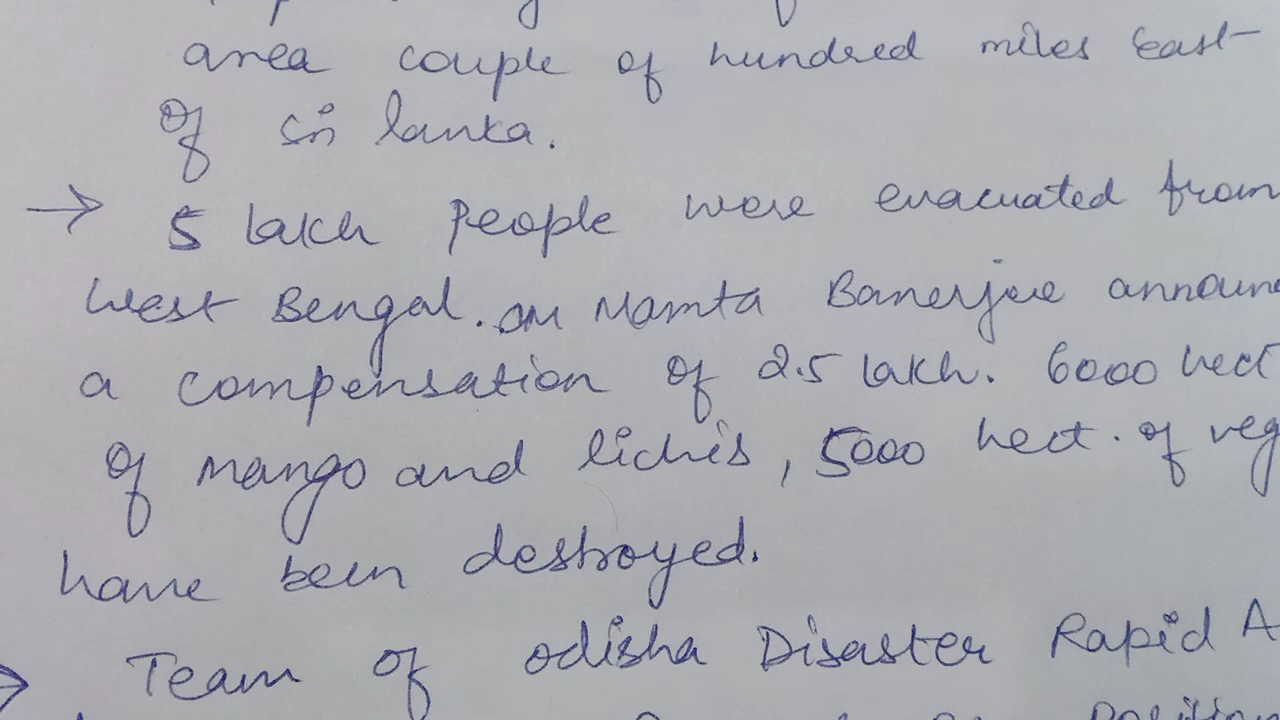 area couple of hundred miles East
of Sri lanka.
→ 5 lakh People were evacuated from
West Bengal. CM Mamta Banerjee announ
a compensation of 2.5 lakh. 6000 hect
of mango and lichis, 5000 hect. of veg
have been destroyed.
→ Team of odisha Disaster Rapid A